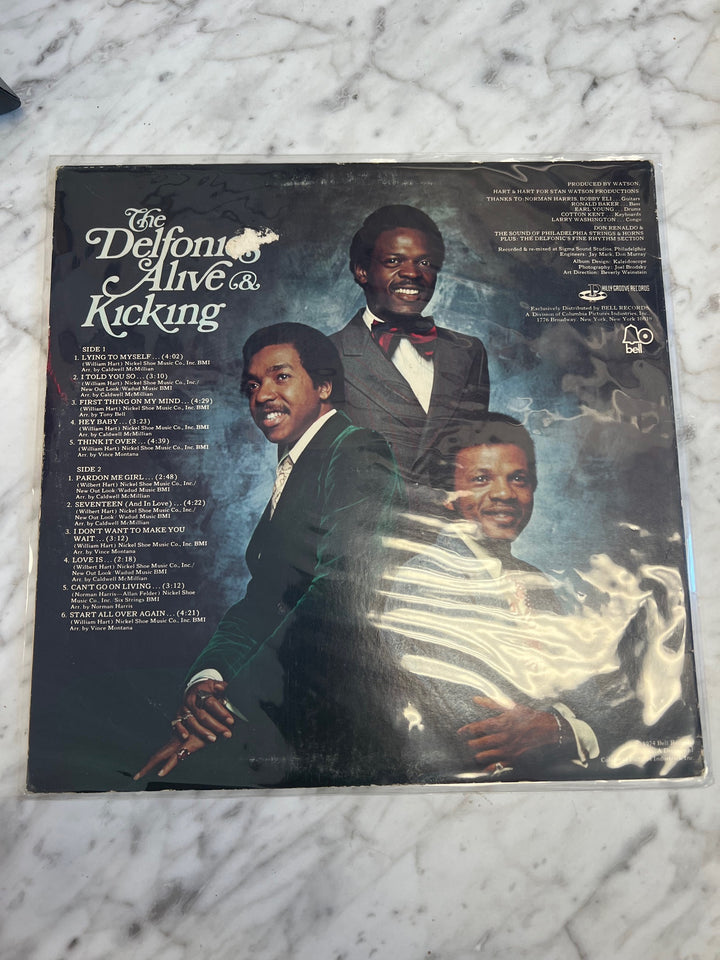 The
Delfonics
Alive &
Kicking
SIDE 1
1. LYING TO MYSELF... (4:02)
(William Hart) Nickel Shoe Music Co., Inc. BMI
Arr. by Caldwell McMillian
2. I TOLD YOU SO... (3:10)
(William Hart) Nickel Shoe Music Co., Inc./
New Out Look/Wadud Music BMI
Arr. by Caldwell McMillian
3. FIRST THING ON MY MIND... (4:29)
(William Hart) Nickel Shoe Music Co., Inc. BMI
Arr. by Tony Bell
4. HEY BABY... (3:23)
(William Hart) Nickel Shoe Music Co., Inc. BMI
Arr. by Caldwell McMillian
5. THINK IT OVER... (4:39)
(William Hart) Nickel Shoe Music Co., Inc. BMI
Arr. by Vince Montana
SIDE 2
1. PARDON ME GIRL... (2:48)
(Wilbert Hart) Nickel Shoe Music Co., Inc./
New Out Look/Wadud Music BMI
Arr. by Caldwell McMillian
2. SEVENTEEN (And In Love)... (4:22)
(Wilbert Hart) Nickel Shoe Music Co., Inc./
New Out Look/Wadud Music BMI
Arr. by Caldwell McMillian
3. I DON'T WANT TO MAKE YOU
WAIT... (3:12)
(William Hart) Nickel Shoe Music Co., Inc. BMI
Arr. by Vince Montana
4. LOVE IS... (2:18)
(Wilbert Hart) Nickel Shoe Music Co., Inc./
New Out Look/Wadud Music BMI
Arr. by Caldwell McMillian
5. CAN'T GO ON LIVING... (3:12)
(Norman Harris—Allan Felder) Nickel Shoe
Music Co., Inc./Six Strings BMI
Arr. by Norman Harris
6. START ALL OVER AGAIN... (4:21)
(William Hart) Nickel Shoe Music Co., Inc. BMI
Arr. by Vince Montana
PRODUCED BY WATSON,
HART & HART FOR STAN WATSON PRODUCTIONS
THANKS TO: NORMAN HARRIS, BOBBY ELI... Guitars
RONALD BAKER... Bass
EARL YOUNG... Drums
COTTON KENT... Keyboards
LARRY WASHINGTON... Congo
DON RENALDO &
THE SOUND OF PHILADELPHIA STRINGS & HORNS
PLUS: THE DELFONIC'S FINE RHYTHM SECTION
Recorded & re-mixed at Sigma Sound Studios, Philadelphia
Engineers: Jay Mark, Don Murray
Album Design: Kaleidoscope
Photography: Joel Brodsky
Art Direction: Beverly Weinstein
PHILLY GROOVE RECORDS
Exclusively Distributed by BELL RECORDS
A Division of Columbia Pictures Industries, Inc.
1776 Broadway, New York, New York 10019
bell
1974 Bell
Industries, Inc.